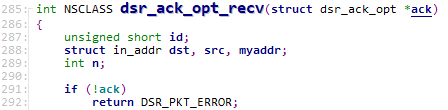 285: int NSCLASS dsr_ack_opt_recv(struct dsr_ack_opt *ack)
286: {
287:     unsigned short id;
288:     struct in_addr dst, src, myaddr;
289:     int n;
290:
291:     if (!ack)
292:         return DSR_PKT_ERROR;